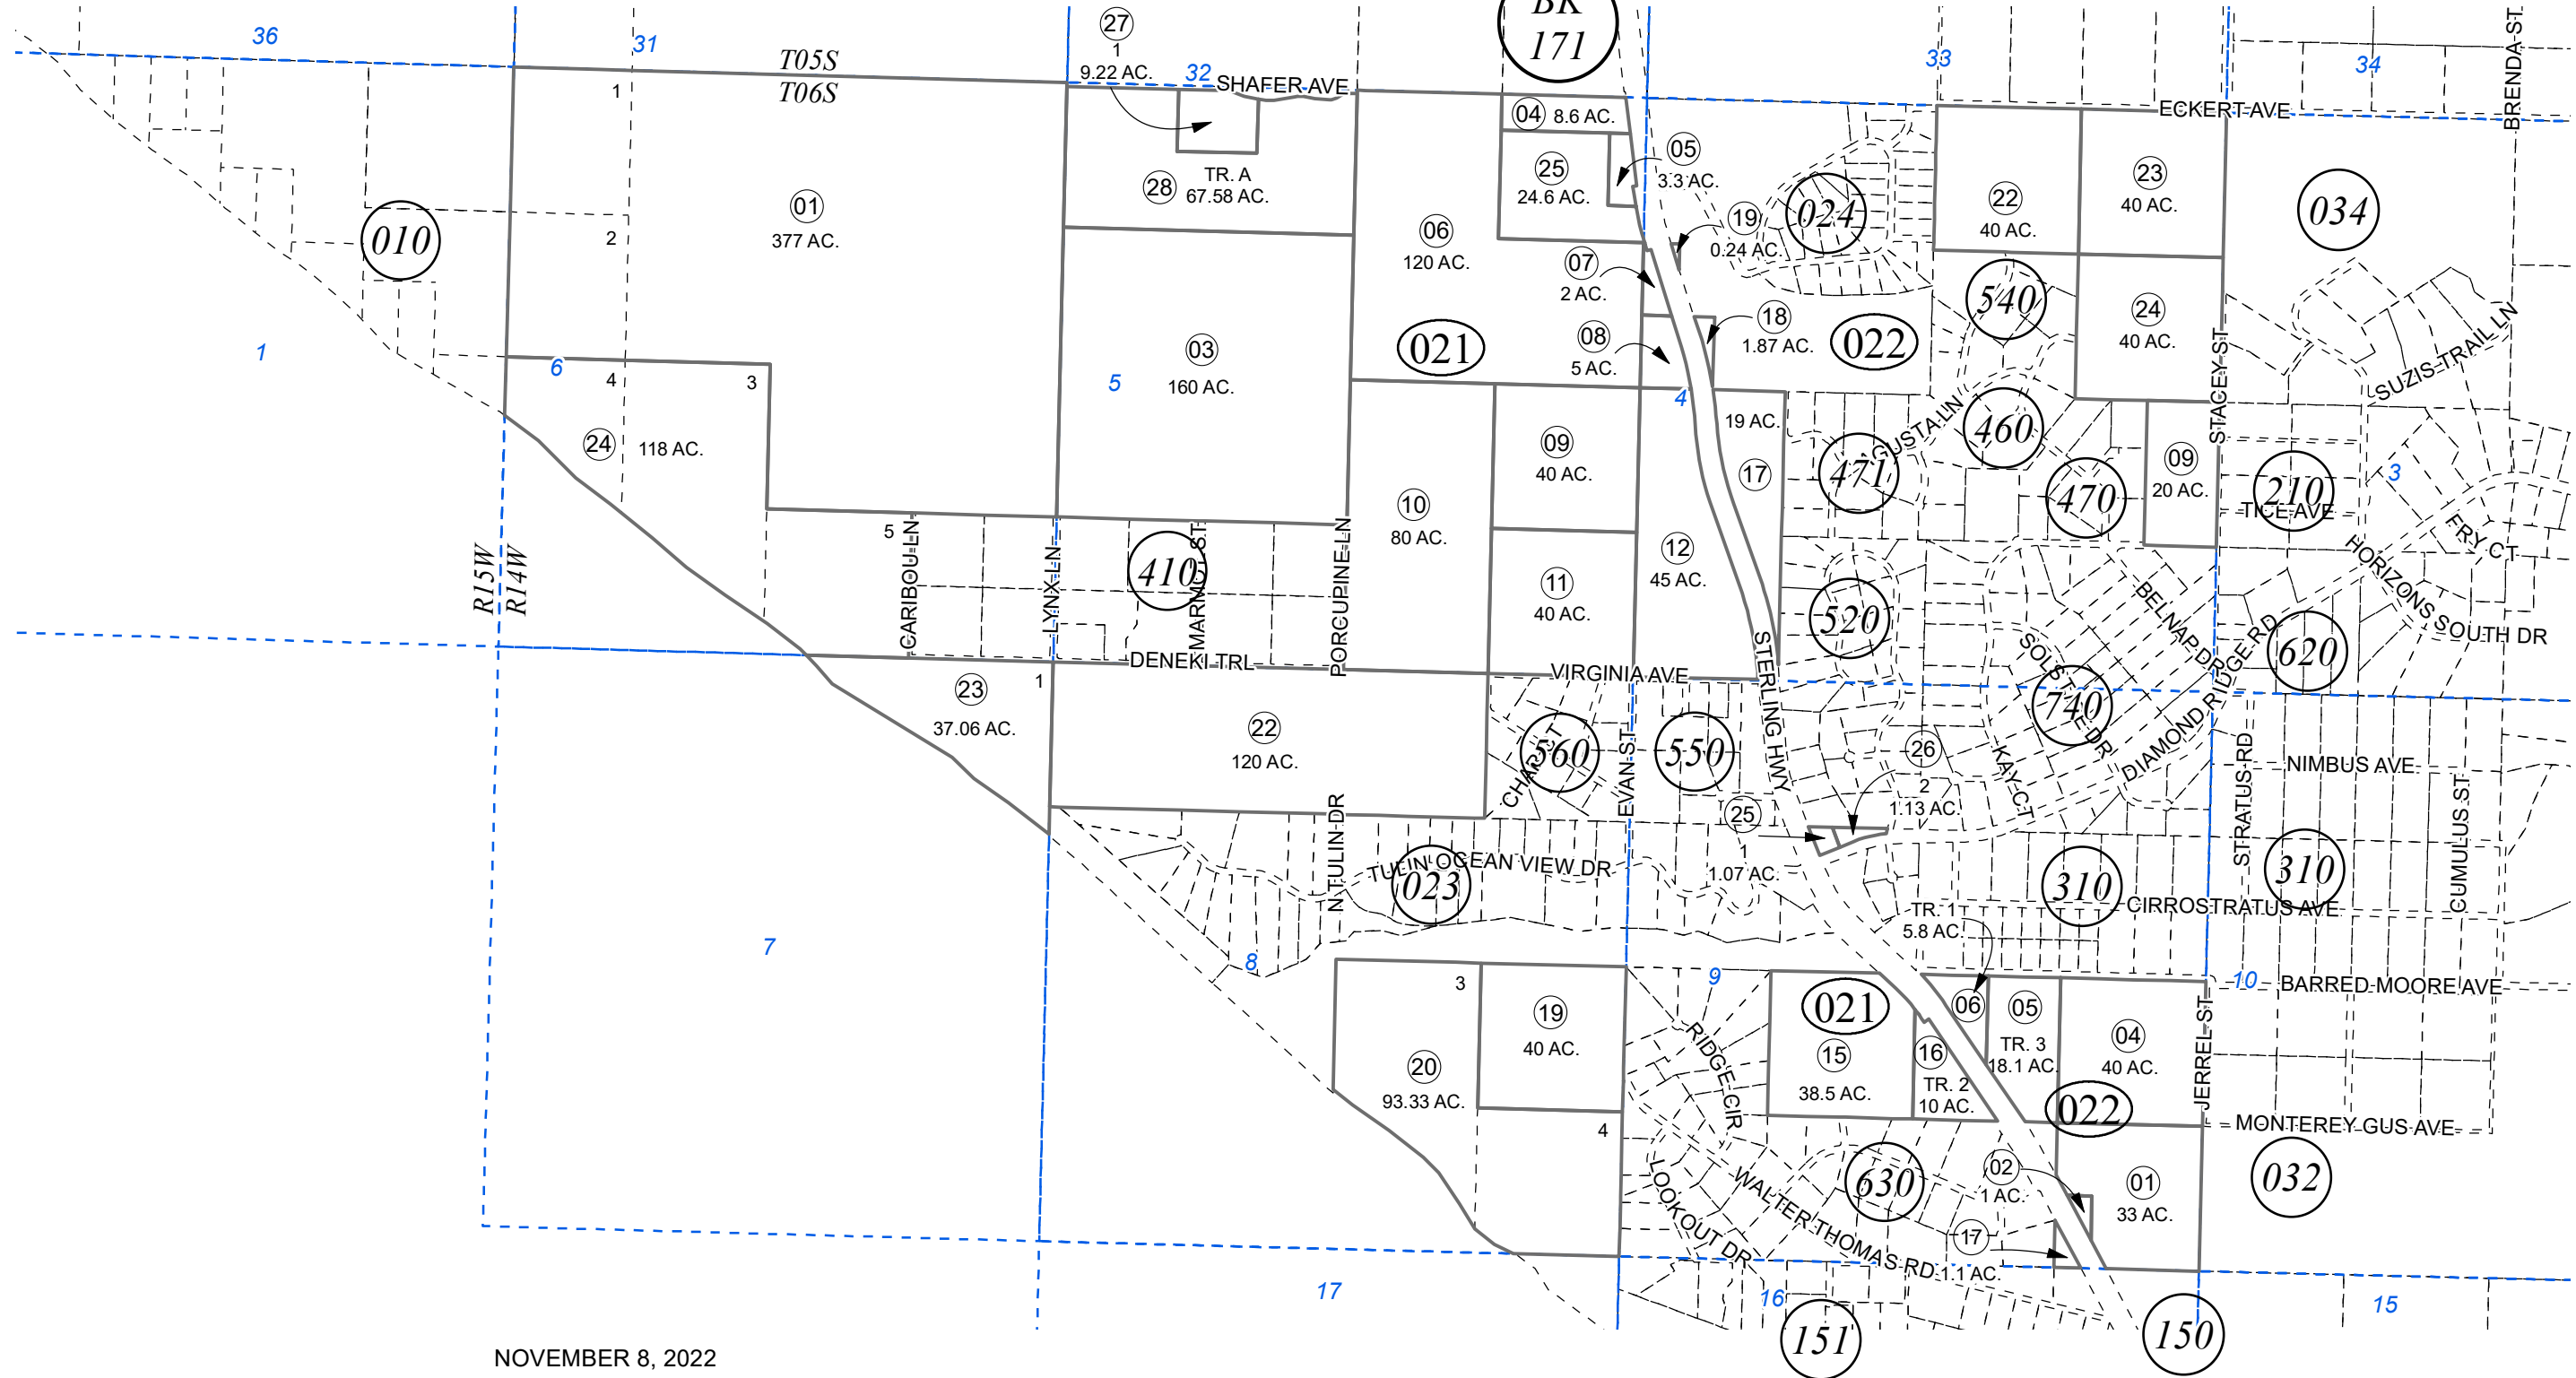 36
31
T05S
T06S
27
1
9.22 AC.
32
SHAFER AVE
BK
171
33
34
BRENDA ST
ECKERT AVE
1
2
01
377 AC.
010
TR. A
28
67.58 AC.
04
8.6 AC.
25
24.6 AC.
05
3.3 AC.
19
0.24 AC.
024
22
40 AC.
23
40 AC.
034
06
120 AC.
07
2 AC.
08
5 AC.
18
1.87 AC.
021
022
540
24
40 AC.
STACEY ST
SUZIS TRAIL LN
1
6
4
3
5
03
160 AC.
4
19 AC.
17
24
118 AC.
09
40 AC.
10
80 AC.
11
40 AC.
12
45 AC.
471
GUSTA LN
460
470
09
20 AC.
210
TICE AVE
3
FRY CT
HORIZONS SOUTH DR
R15W
R14W
5
CARIBOU LN
LYNX LN
410
MARMOT ST
PORCUPINE LN
DENEKI TRL
VIRGINIA AVE
STERLING HWY
520
SOLSTICE DR
BELNAP DR
DIAMOND RIDGE RD
620
740
KAY CT
23
37.06 AC.
1
22
120 AC.
CHAR CT
560
EVAN ST
550
26
2
1.13 AC.
25
1
1.07 AC.
STRATUS RD
NIMBUS AVE
CUMULUS ST
N TULIN DR
TULIN OCEAN VIEW DR
023
310
310
CIRROSTRATUS AVE
7
8
9
10
TR. 1
5.8 AC.
BARRED MOORE AVE
3
19
40 AC.
20
93.33 AC.
4
RIDGE CIR
021
15
38.5 AC.
16
TR. 2
10 AC.
06
05
TR. 3
18.1 AC.
04
40 AC.
022
JERREL ST
MONTEREY GUS AVE
032
LOOKOUT DR
WALTER THOMAS RD
630
02
1 AC.
01
33 AC.
17
1.1 AC.
17
16
15
151
150
NOVEMBER 8, 2022